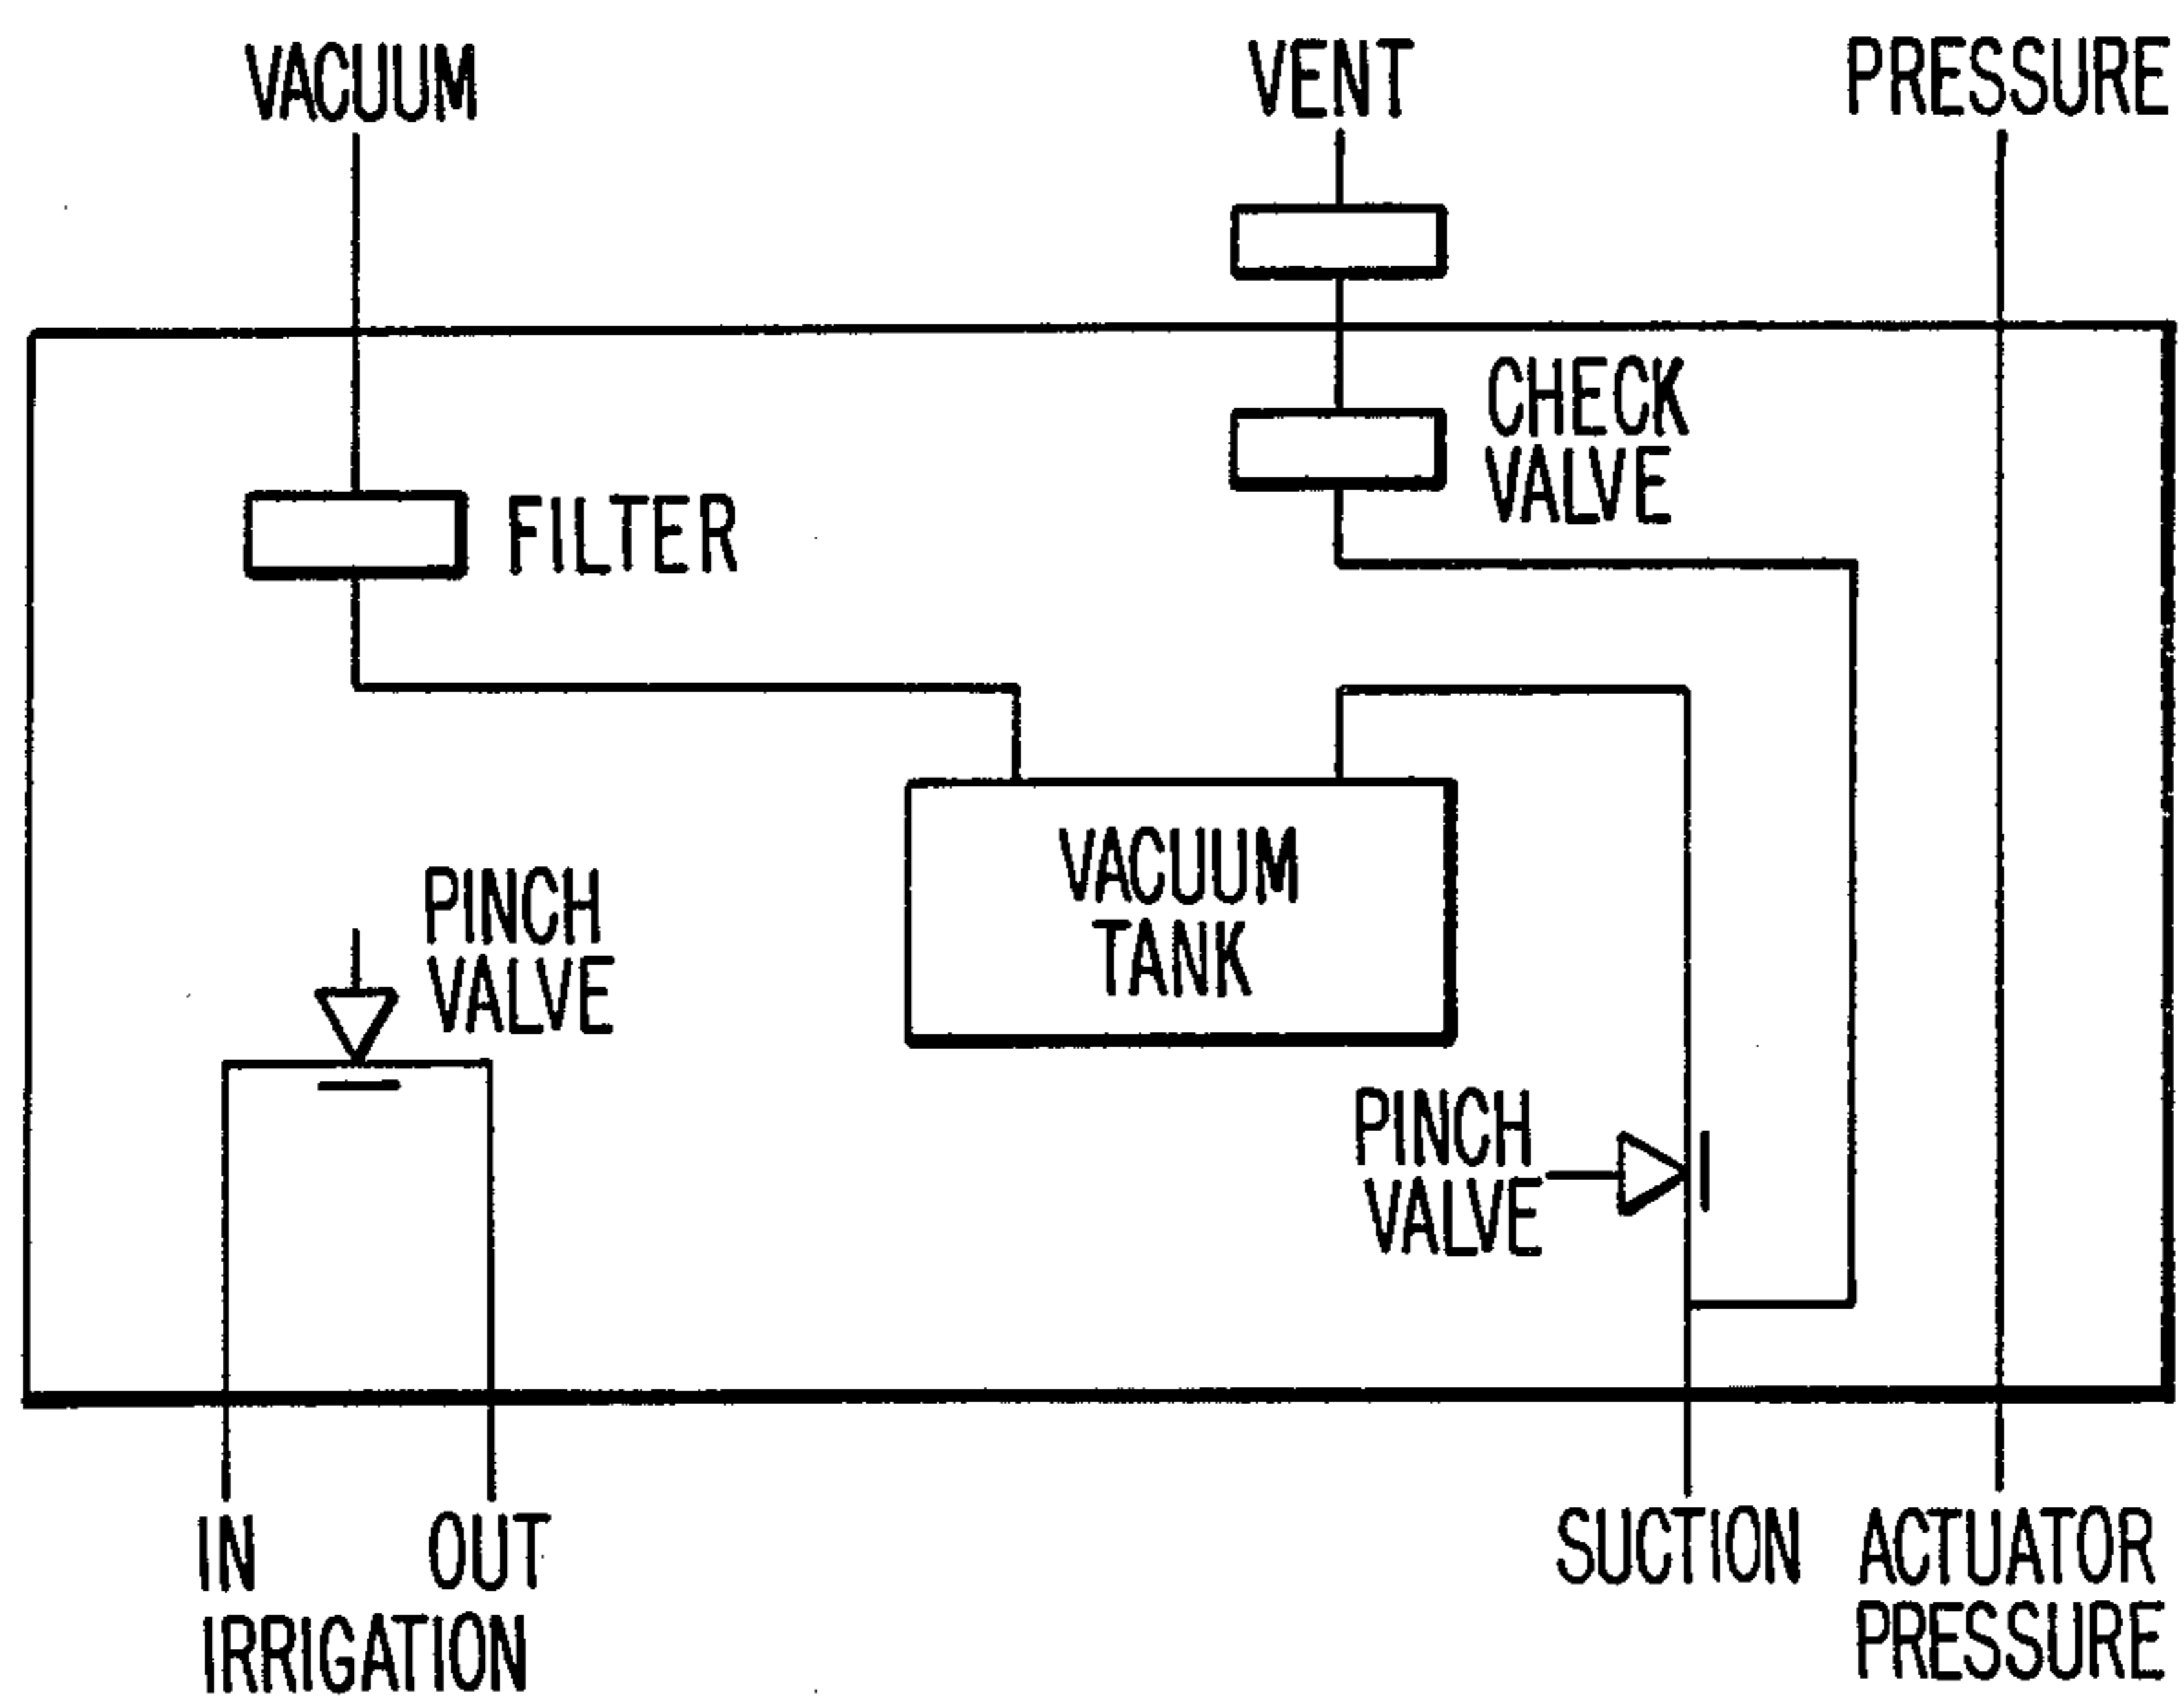 VACUUM
VENT
PRESSURE
CHECK
VALVE
FILTER
VACUUM
TANK
PINCH
VALVE
PINCH
VALVE
IN
OUT
IRRIGATION
SUCTION
ACTUATOR
PRESSURE